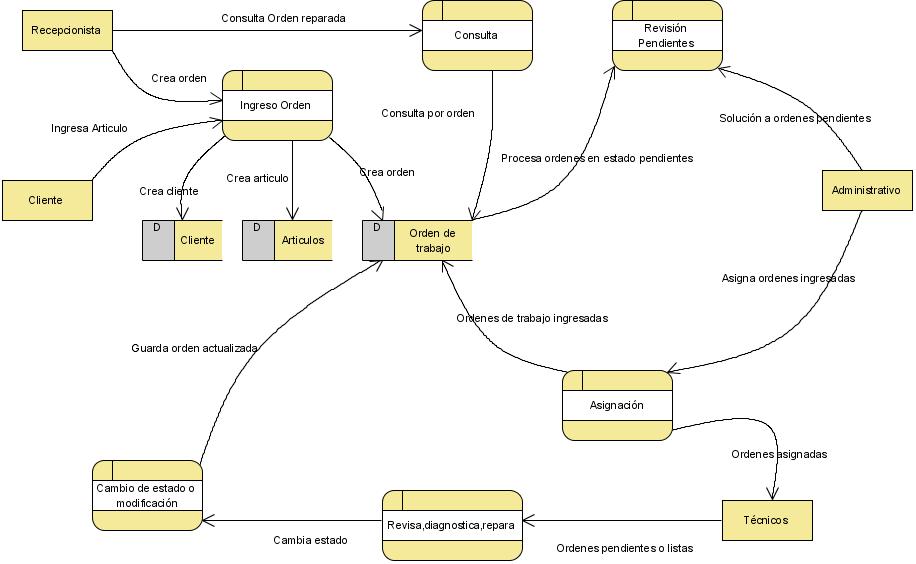 Consulta Orden reparada
Recepcionista
Consulta
Revisión
Pendientes
Crea orden
Ingreso Orden
Ingresa Articulo
Consulta por orden
Solución a ordenes pendientes
Procesa ordenes en estado pendientes
Crea cliente
Crea articulo
Crea orden
Cliente
Administrativo
D
Cliente
D
Articulos
D
Orden de
trabajo
Asigna ordenes ingresadas
Ordenes de trabajo ingresadas
Guarda orden actualizada
Asignación
Ordenes asignadas
Cambio de estado o
modificación
Revisa,diagnostica,repara
Técnicos
Cambia estado
Ordenes pendientes o listas